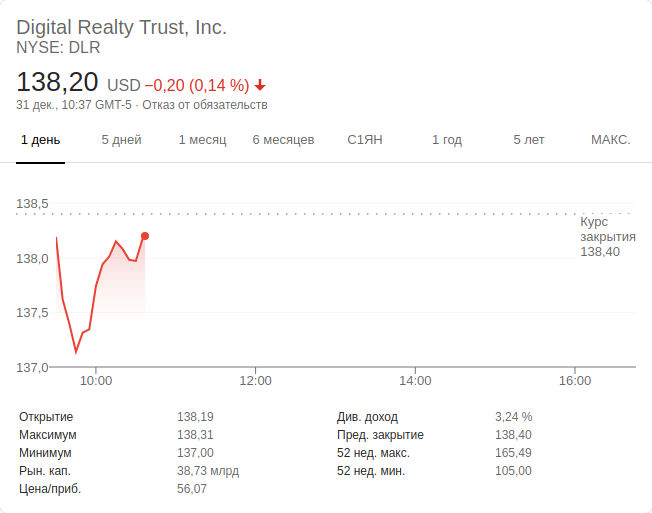 Digital Realty Trust, Inc.
NYSE: DLR
138,20 USD −0,20 (0,14 %)
31 дек., 10:37 GMT-5 · Отказ от обязательств
1 день 5 дней 1 месяц 6 месяцев С1ЯН 1 год 5 лет МАКС.
138,5
Курс
закрытия
138,40
138,0
137,5
137,0
10:00 12:00 14:00 16:00
Открытие 138,19 Див. доход 3,24 %
Максимум 138,31 Пред. закрытие 138,40
Минимум 137,00 52 нед. макс. 165,49
Рын. кап. 38,73 млрд 52 нед. мин. 105,00
Цена/приб. 56,07